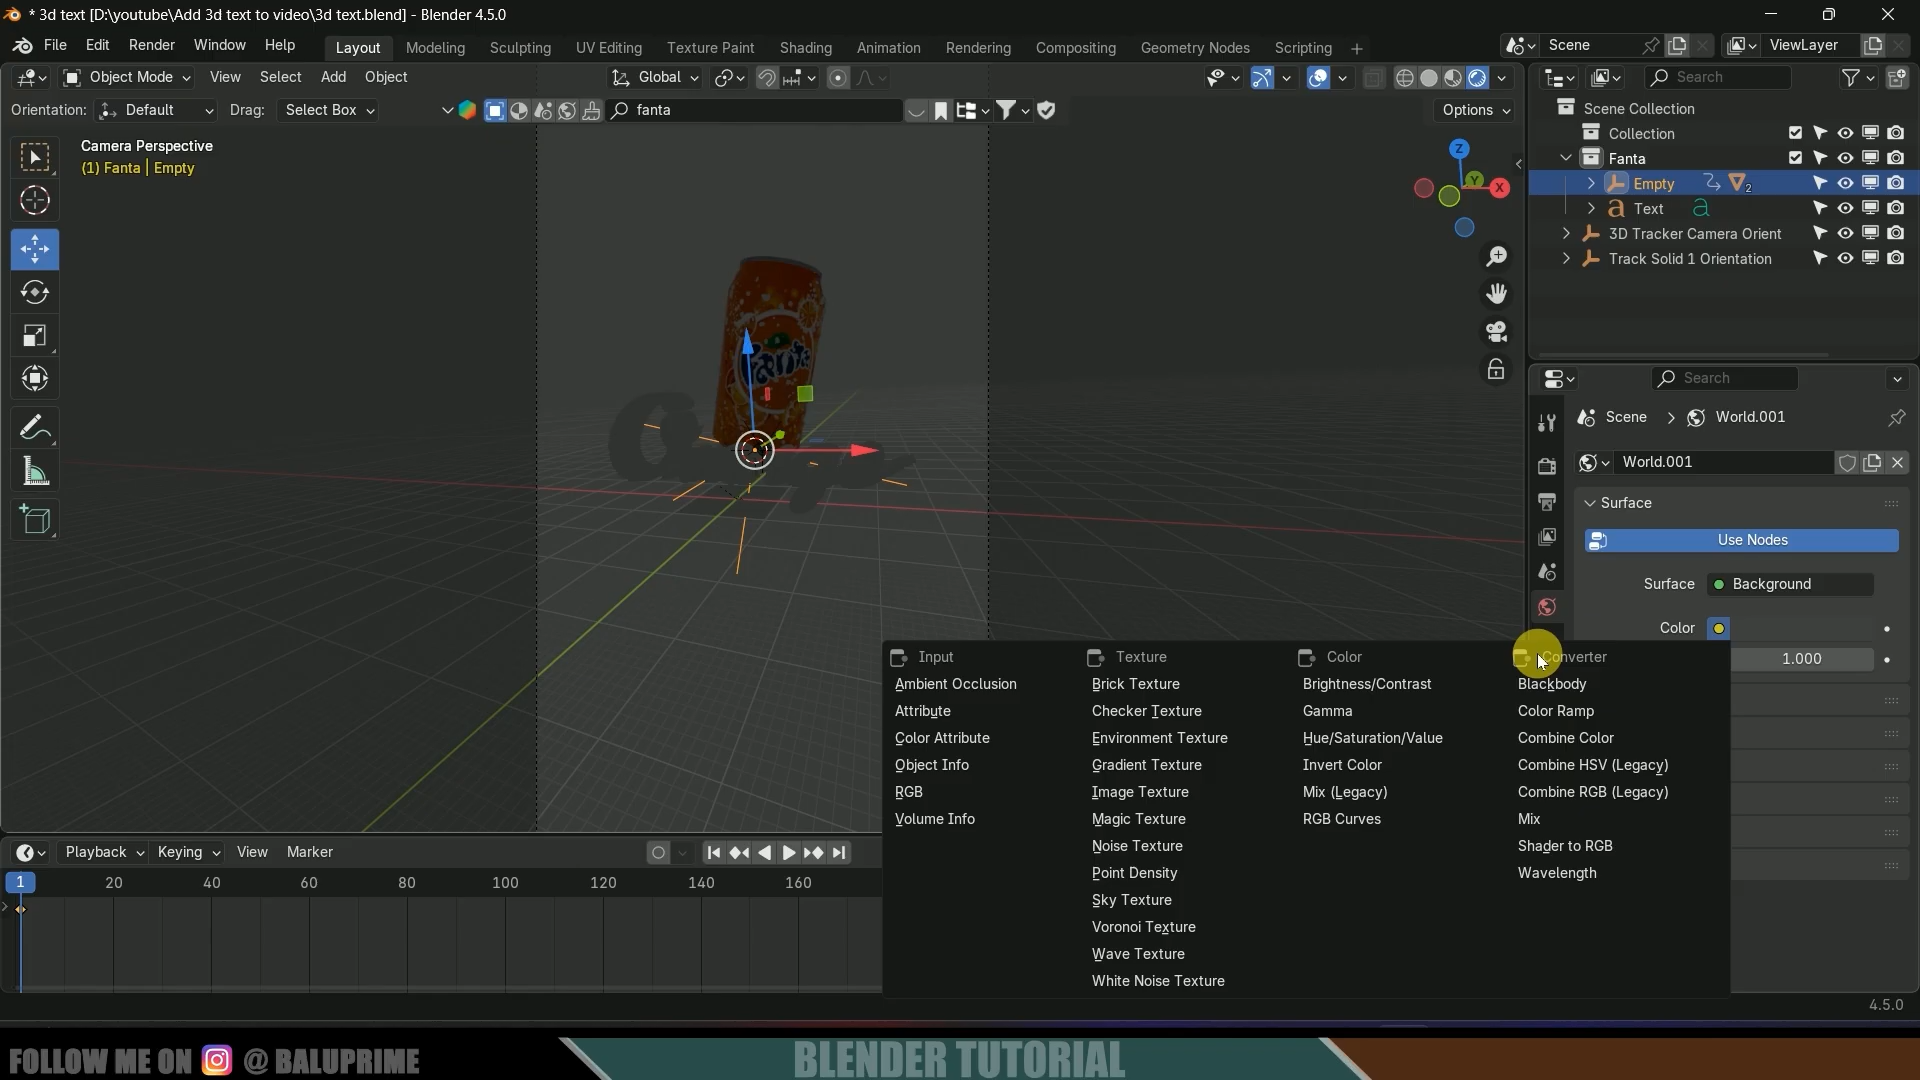 * 3d text [D:\youtube\Add 3d text to video\3d text.blend] - Blender 4.5.0
File Edit Render Window Help Layout Modeling Sculpting UV Editing Texture Paint Shading Animation Rendering Compositing Geometry Nodes Scripting + Scene ViewLayer
Object Mode View Select Add Object Global Search
Orientation: Default Drag: Select Box fanta Options
Scene Collection
Collection
Fanta
Empty 2
Text
3D Tracker Camera Orient
Track Solid 1 Orientation
Camera Perspective
(1) Fanta | Empty
Z
Y
X
Fanta
Search
Scene > World.001
World.001
Surface
Use Nodes
Surface Background
Color
1.000
Input Texture Color Converter
Ambient Occlusion Brick Texture Brightness/Contrast Blackbody
Attribute Checker Texture Gamma Color Ramp
Color Attribute Environment Texture Hue/Saturation/Value Combine Color
Object Info Gradient Texture Invert Color Combine HSV (Legacy)
RGB Image Texture Mix (Legacy) Combine RGB (Legacy)
Volume Info Magic Texture RGB Curves Mix
Noise Texture Shader to RGB
Point Density Wavelength
Sky Texture
Voronoi Texture
Wave Texture
White Noise Texture
Playback Keying View Marker
1 20 40 60 80 100 120 140 160
4.5.0
FOLLOW ME ON @ BALUPRIME
BLENDER TUTORIAL